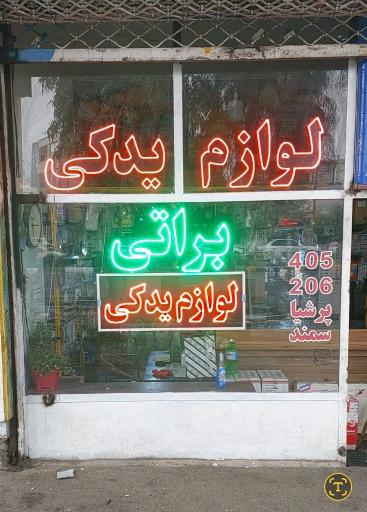 لوازم یدکی
براتی
لوازم یدکی
405
206
پرشیا
سمند